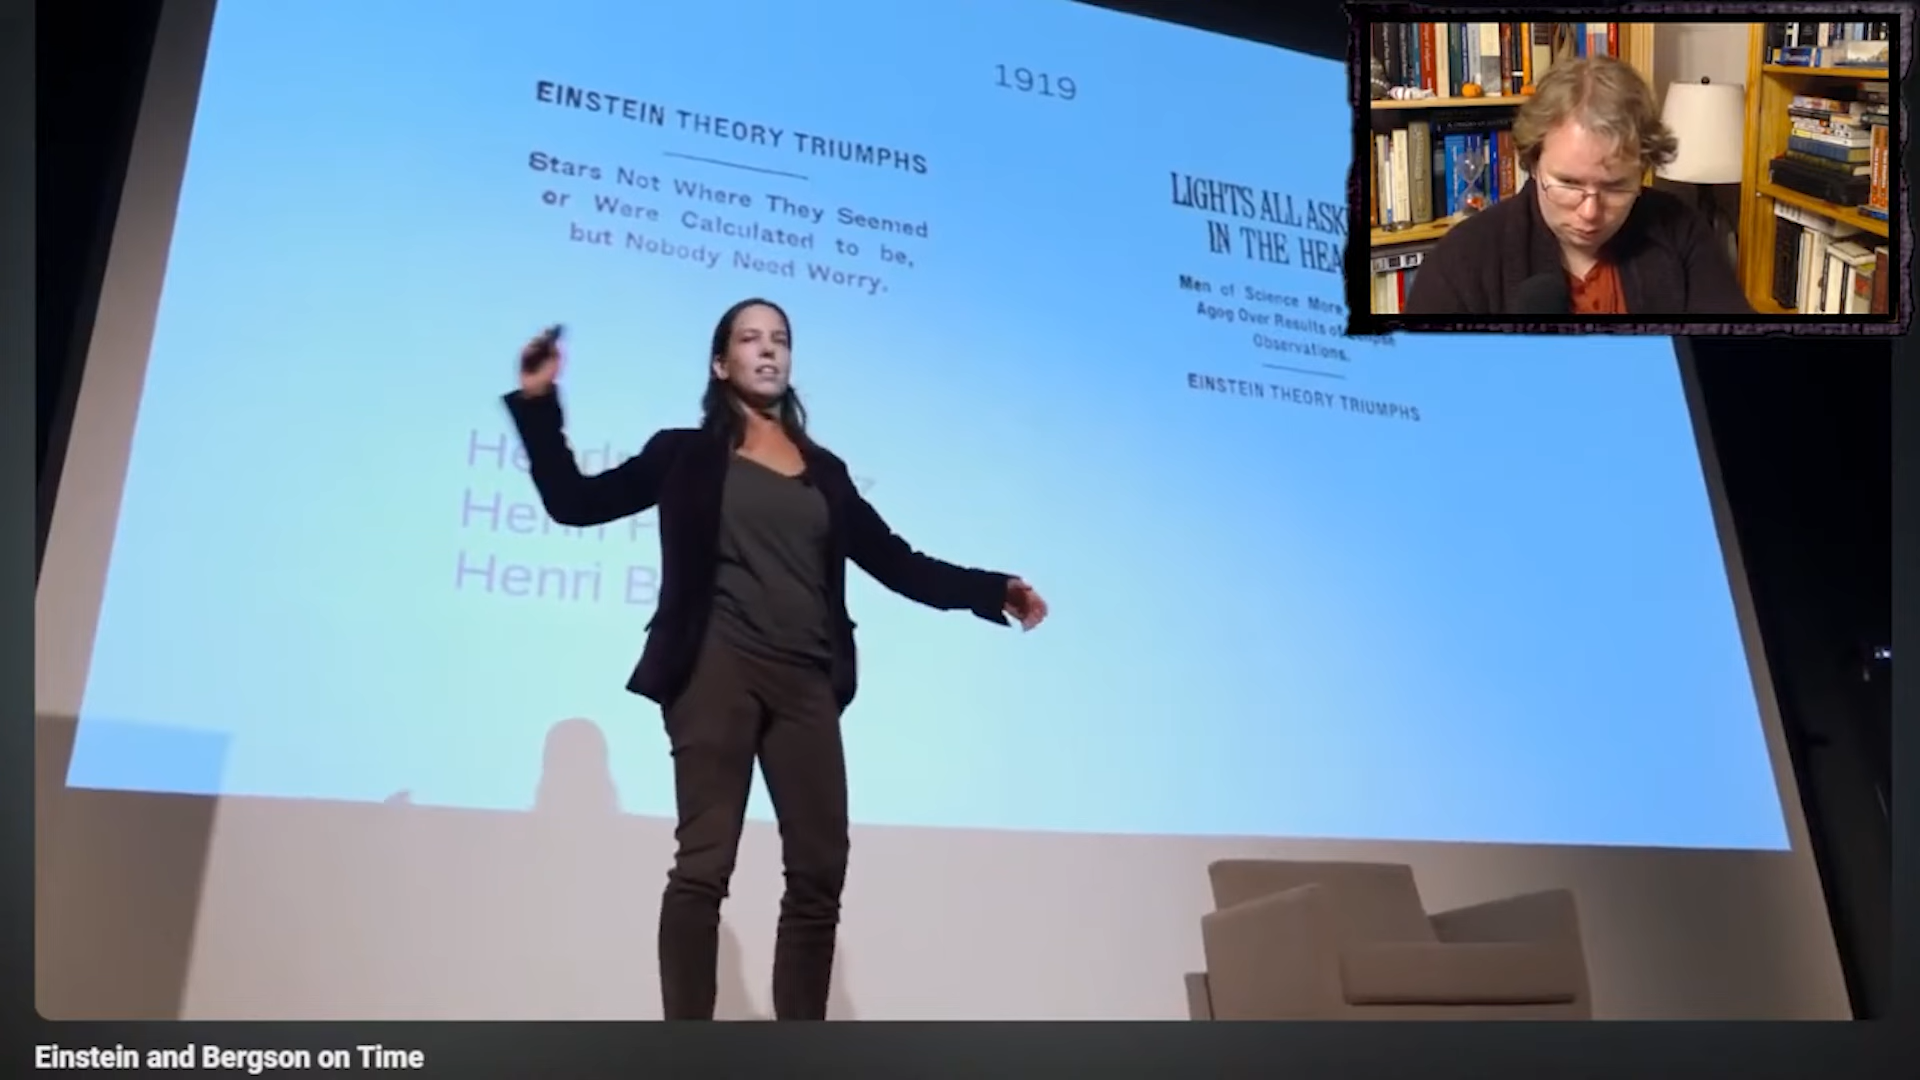 1919
EINSTEIN THEORY TRIUMPHS
Stars Not Where They Seemed
or Were Calculated to be,
but Nobody Need Worry.
LIGHTS ALL ASK
IN THE HEA
Men of Science More
Agog Over Results of
Observations.
EINSTEIN THEORY TRIUMPHS
Henri
Henri B
Einstein and Bergson on Time